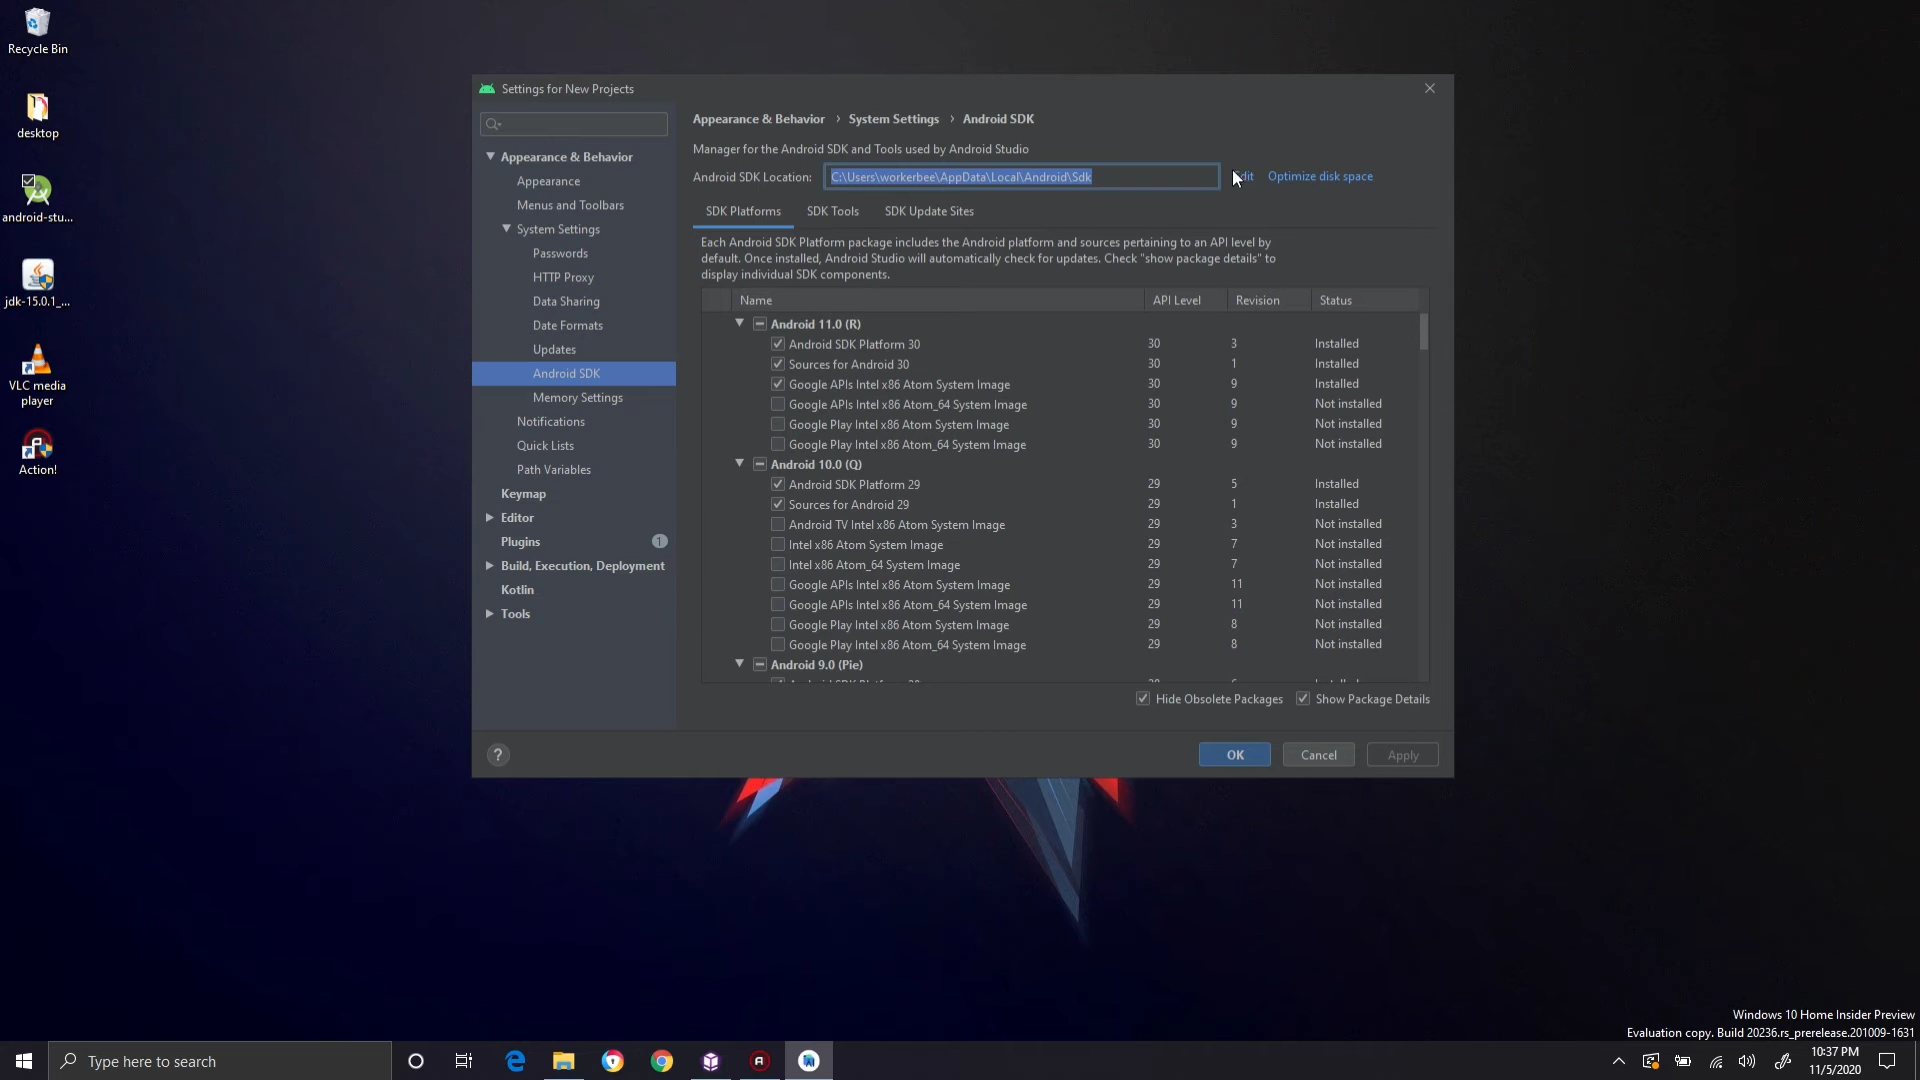 Recycle Bin
desktop
android-stu...
jdk-15.0.1_...
VLC media
player
Action!
Settings for New Projects
Appearance & Behavior
Appearance
Menus and Toolbars
System Settings
Passwords
HTTP Proxy
Data Sharing
Date Formats
Updates
Android SDK
Memory Settings
Notifications
Quick Lists
Path Variables
Keymap
Editor
Plugins 1
Build, Execution, Deployment
Kotlin
Tools
Appearance & Behavior › System Settings › Android SDK
Manager for the Android SDK and Tools used by Android Studio
Android SDK Location: C:\Users\workerbee\AppData\Local\Android\Sdk Edit Optimize disk space
SDK Platforms SDK Tools SDK Update Sites
Each Android SDK Platform package includes the Android platform and sources pertaining to an API level by
default. Once installed, Android Studio will automatically check for updates. Check "show package details" to
display individual SDK components.
Name API Level Revision Status
Android 11.0 (R)
Android SDK Platform 30 30 3 Installed
Sources for Android 30 30 1 Installed
Google APIs Intel x86 Atom System Image 30 9 Installed
Google APIs Intel x86 Atom_64 System Image 30 9 Not installed
Google Play Intel x86 Atom System Image 30 9 Not installed
Google Play Intel x86 Atom_64 System Image 30 9 Not installed
Android 10.0 (Q)
Android SDK Platform 29 29 5 Installed
Sources for Android 29 29 1 Installed
Android TV Intel x86 Atom System Image 29 3 Not installed
Intel x86 Atom System Image 29 7 Not installed
Intel x86 Atom_64 System Image 29 7 Not installed
Google APIs Intel x86 Atom System Image 29 11 Not installed
Google APIs Intel x86 Atom_64 System Image 29 11 Not installed
Google Play Intel x86 Atom System Image 29 8 Not installed
Google Play Intel x86 Atom_64 System Image 29 8 Not installed
Android 9.0 (Pie)
Hide Obsolete Packages Show Package Details
? OK Cancel Apply
Windows 10 Home Insider Preview
Evaluation copy. Build 20236.rs_prerelease.201009-1631
Type here to search
10:37 PM
11/5/2020